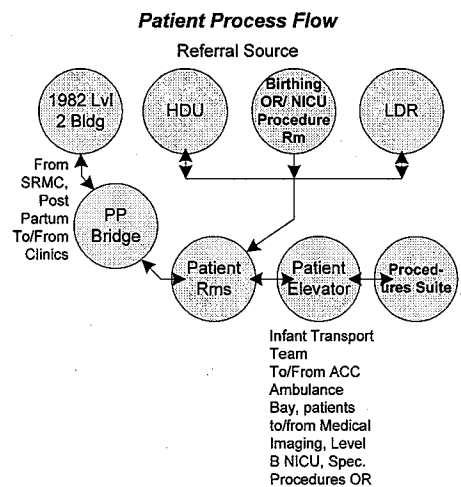 Patient Process Flow
Referral Source
1982 Lvl
2 Bldg
HDU
Birthing
OR/ NICU
Procedure
Rm
LDR
From
SRMC,
Post
Partum
To/From
Clinics
PP
Bridge
Patient
Rms
Patient
Elevator
Proced-
ures Suite
Infant Transport
Team
To/From ACC
Ambulance
Bay, patients
to/from Medical
Imaging, Level
B NICU, Spec.
Procedures OR